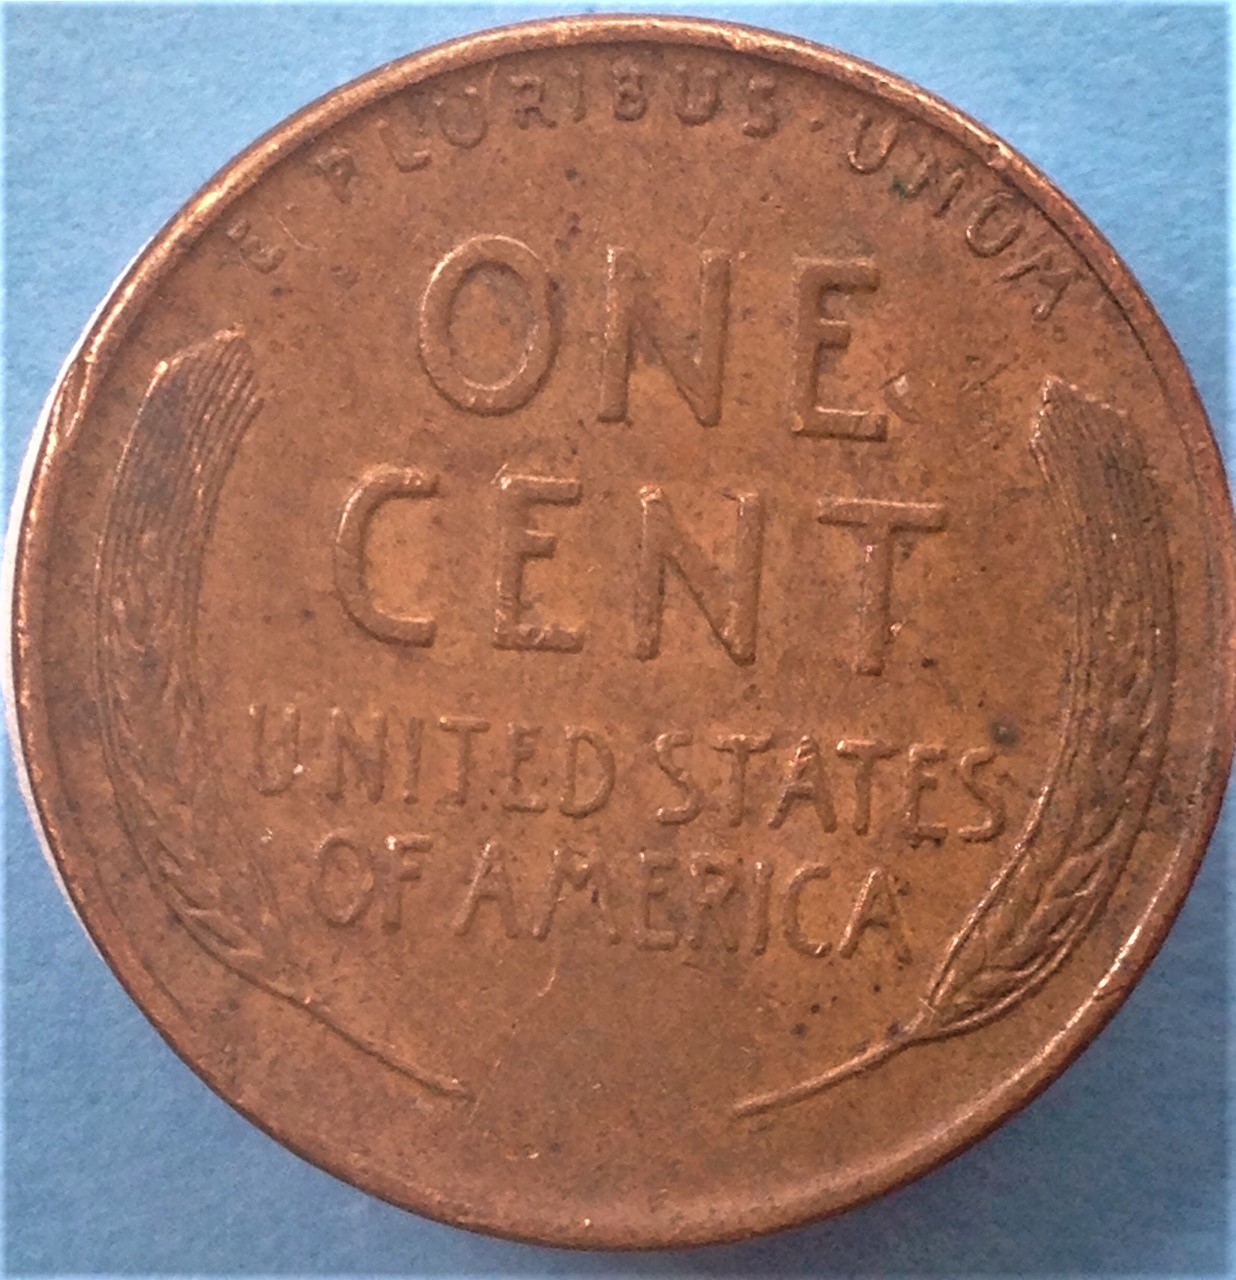 E · PLURIBUS · UNUM
ONE
CENT
UNITED STATES
OF AMERICA